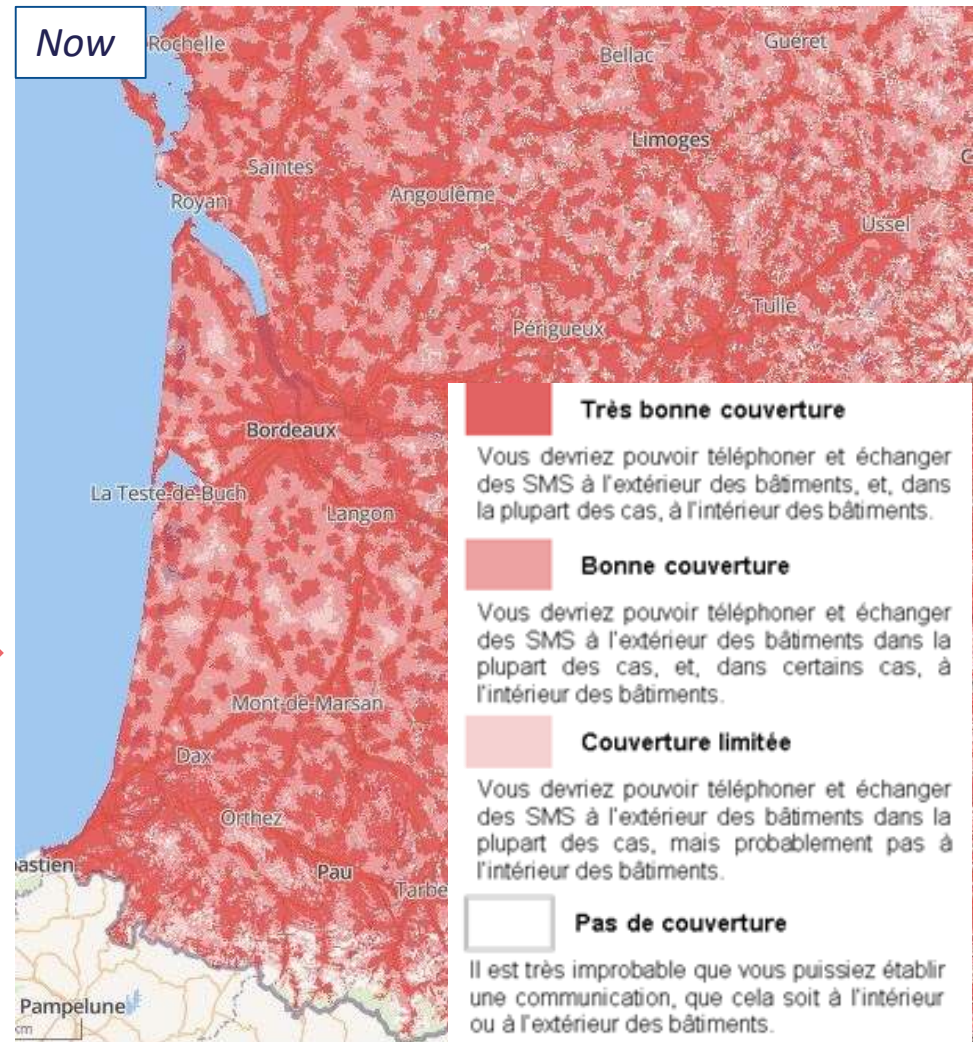 Now
Rochelle
Bellac
Guéret
Limoges
Saintes
Angoulême
Royan
Ussel
Tulle
Périgueux
Bordeaux
La Teste-de-Buch
Langon
Mont-de-Marsan
Dax
Orthez
Pau
Tarbe
astien
Pampelune
Très bonne couverture
Vous devriez pouvoir téléphoner et échanger
des SMS à l'extérieur des bâtiments, et, dans
la plupart des cas, à l'intérieur des bâtiments.
Bonne couverture
Vous devriez pouvoir téléphoner et échanger
des SMS à l'extérieur des bâtiments dans la
plupart des cas, et, dans certains cas, à
l'intérieur des bâtiments.
Couverture limitée
Vous devriez pouvoir téléphoner et échanger
des SMS à l'extérieur des bâtiments dans la
plupart des cas, mais probablement pas à
l'intérieur des bâtiments.
Pas de couverture
Il est très improbable que vous puissiez établir
une communication, que cela soit à l'intérieur
ou à l'extérieur des bâtiments.